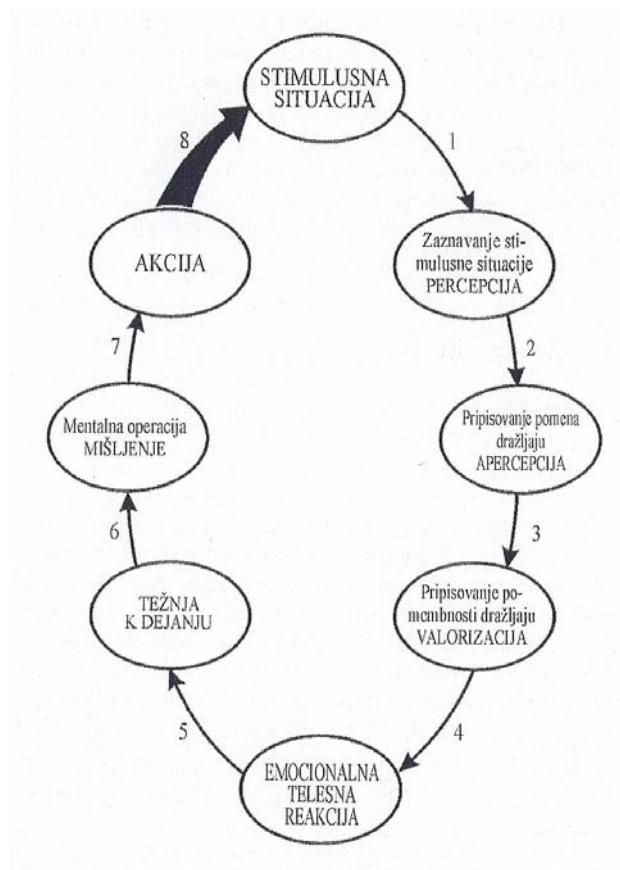 STIMULUSNA
SITUACIJA
1
Zaznavanje sti-
mulusne situacije
PERCEPCIJA
2
Pripisovanje pomena
dražljaju
APERCEPCIJA
3
Pripisovanje po-
membnosti dražljaju
VALORIZACIJA
4
EMOCIONALNA
TELESNA
REAKCIJA
5
TEŽNJA
K DEJANJU
6
Mentalna operacija
MIŠLJENJE
7
AKCIJA
8